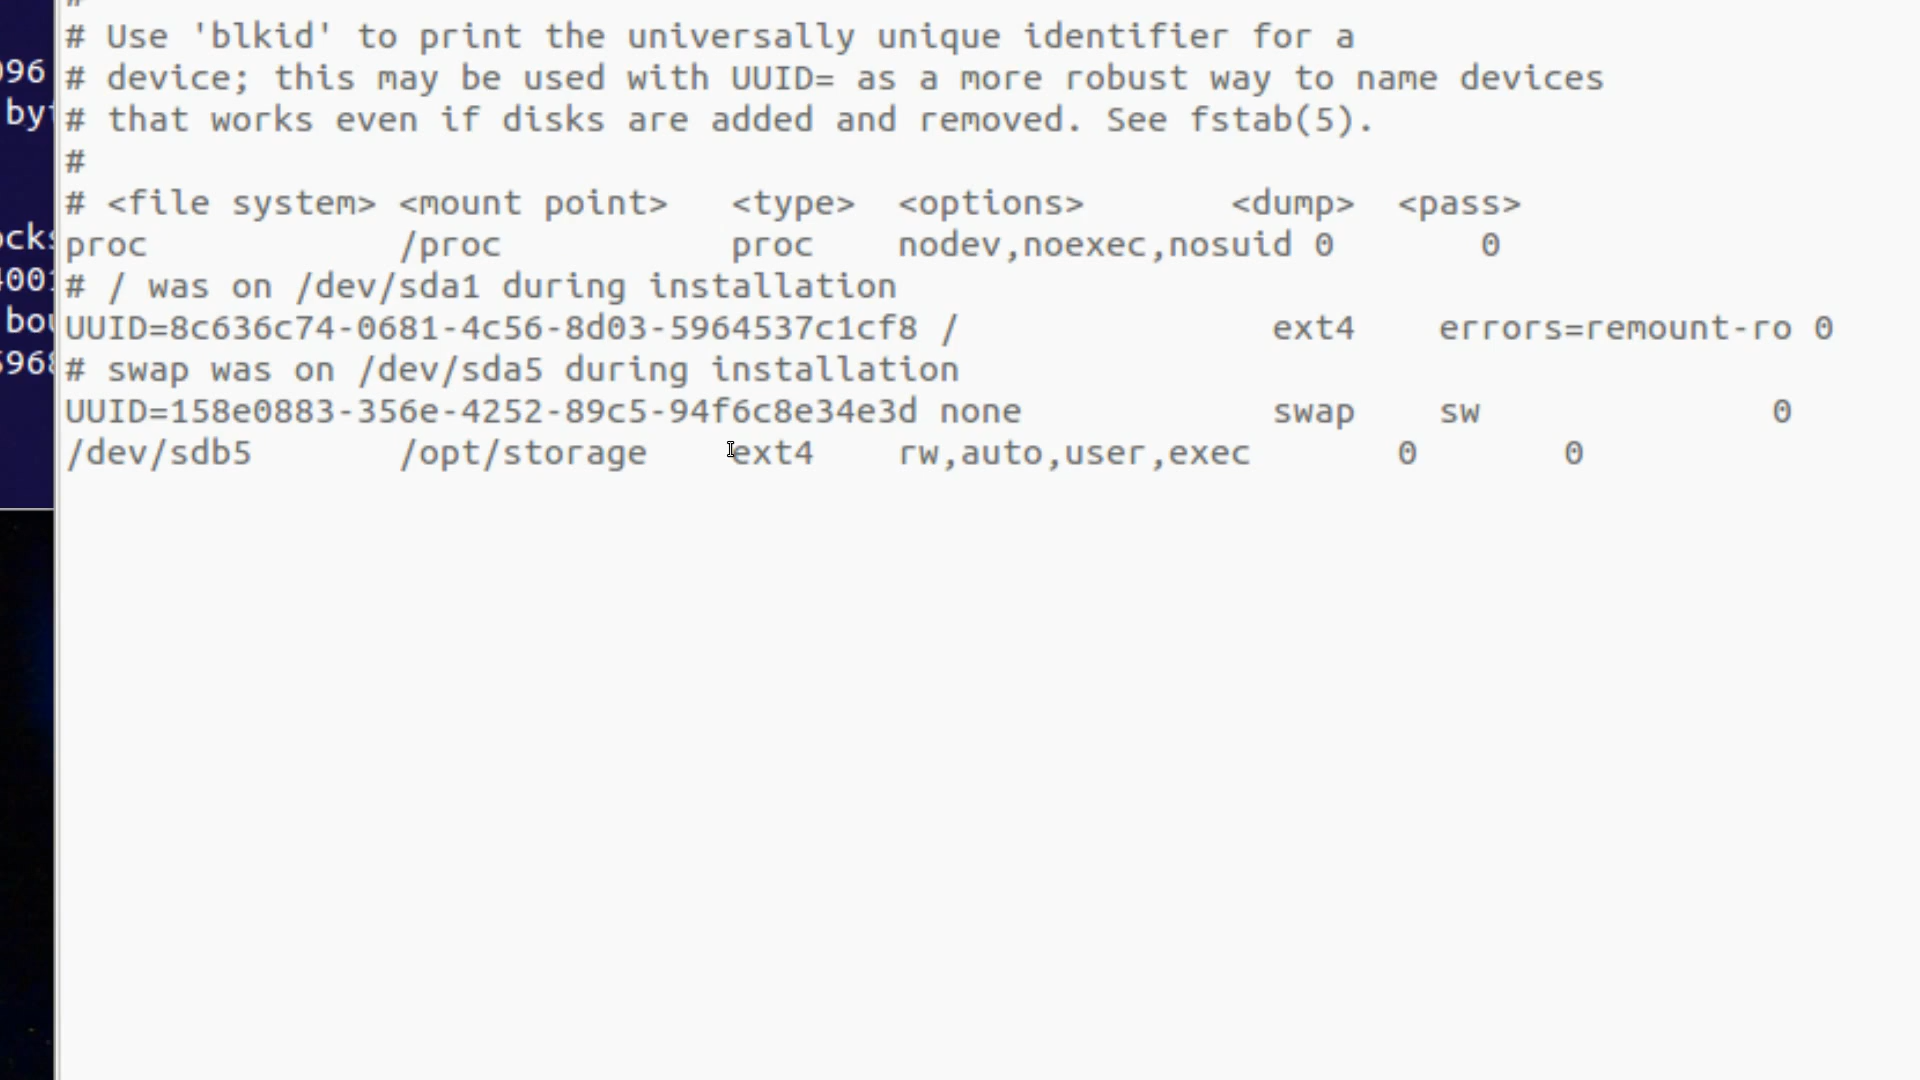 #
# Use 'blkid' to print the universally unique identifier for a
# device; this may be used with UUID= as a more robust way to name devices
# that works even if disks are added and removed. See fstab(5).
#
# <file system> <mount point>   <type>  <options>       <dump>  <pass>
proc            /proc           proc    nodev,noexec,nosuid 0       0
# / was on /dev/sda1 during installation
UUID=8c636c74-0681-4c56-8d03-5964537c1cf8 /               ext4    errors=remount-ro 0
# swap was on /dev/sda5 during installation
UUID=158e0883-356e-4252-89c5-94f6c8e34e3d none            swap    sw              0
/dev/sdb5       /opt/storage    ext4    rw,auto,user,exec       0       0
096